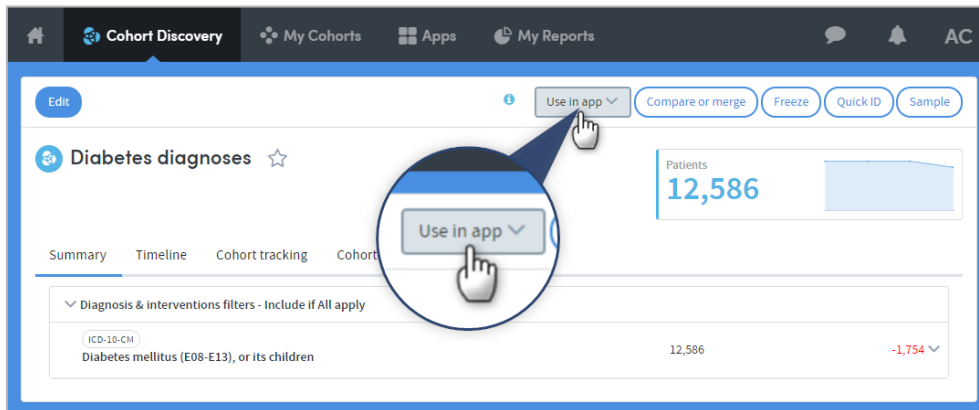 Cohort Discovery My Cohorts Apps My Reports AC
Edit Use in app Compare or merge Freeze Quick ID Sample
Diabetes diagnoses
Patients
12,586
Use in app
Summary Timeline Cohort tracking Cohort
Diagnosis & interventions filters - Include if All apply
ICD-10-CM
Diabetes mellitus (E08-E13), or its children 12,586 -1,754